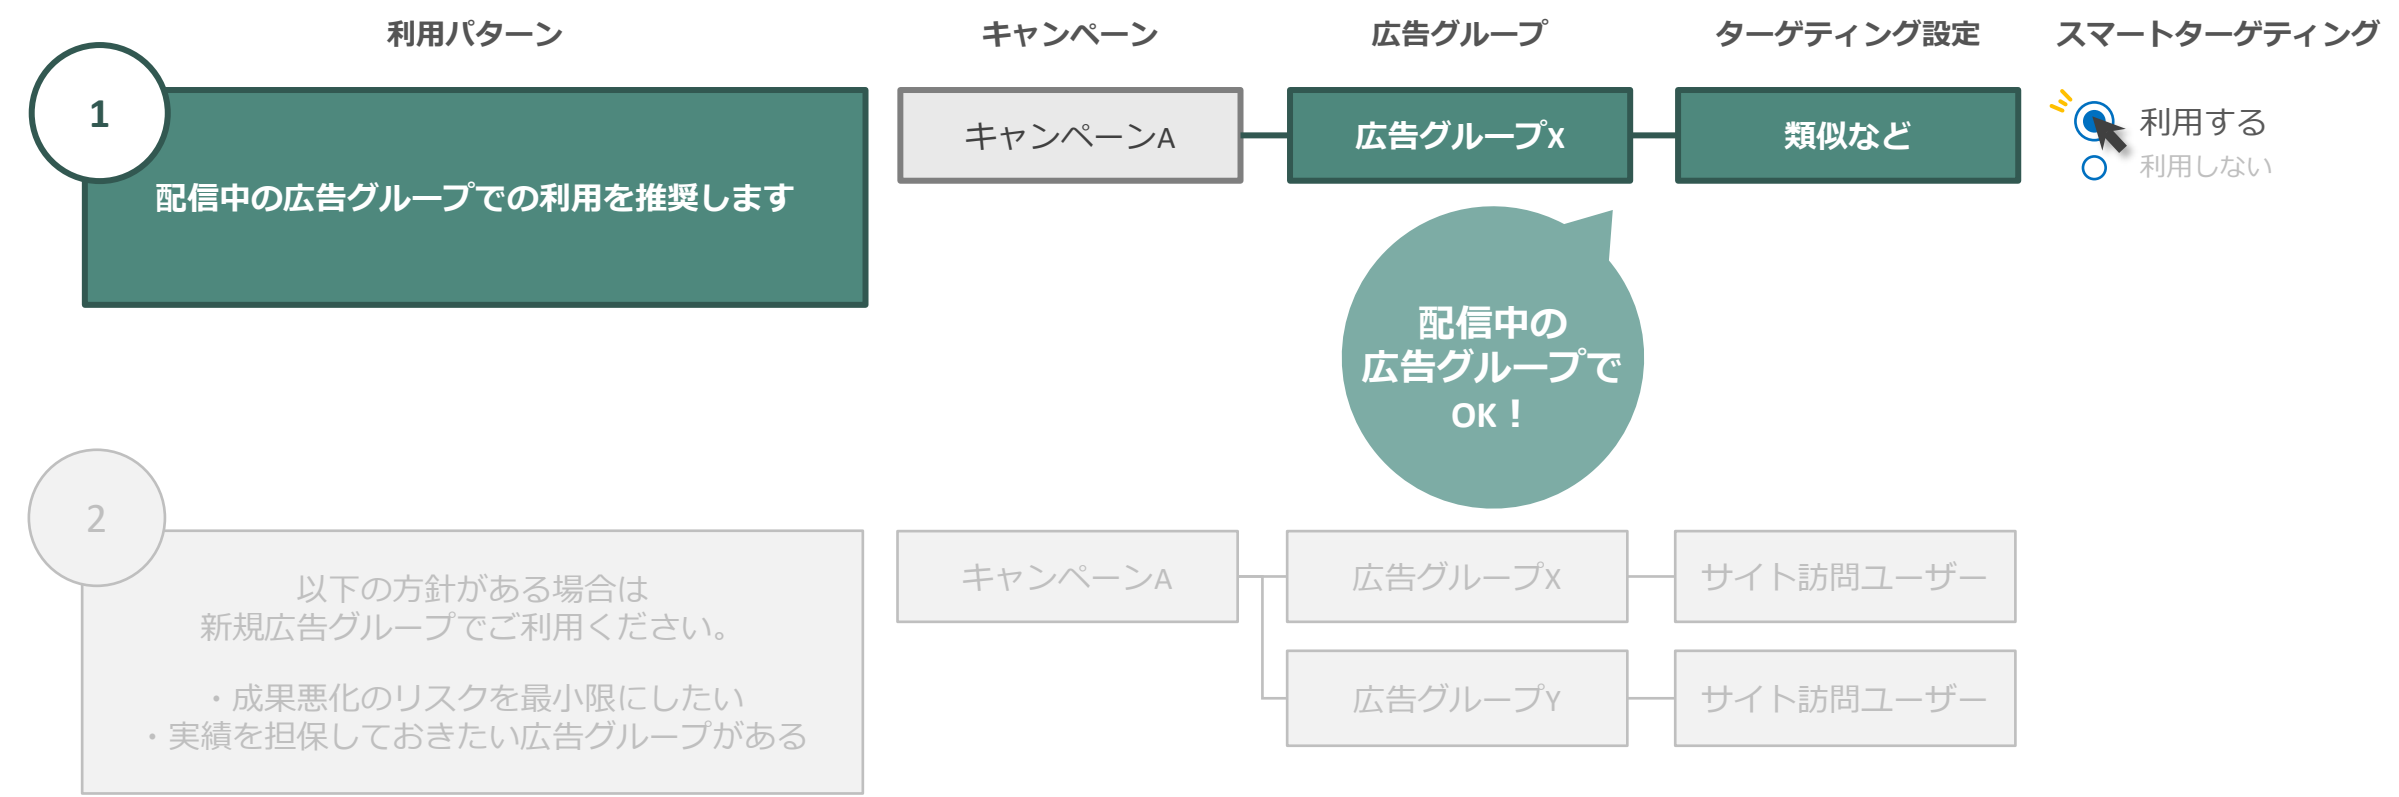 利用パターン
キャンペーン
広告グループ
ターゲティング設定
スマートターゲティング
1
配信中の広告グループでの利用を推奨します
キャンペーンA
広告グループX
類似など
利用する
利用しない
配信中の
広告グループで
OK！
2
以下の方針がある場合は
新規広告グループでご利用ください。
・成果悪化のリスクを最小限にしたい
・実績を担保しておきたい広告グループがある
キャンペーンA
広告グループX
サイト訪問ユーザー
広告グループY
サイト訪問ユーザー